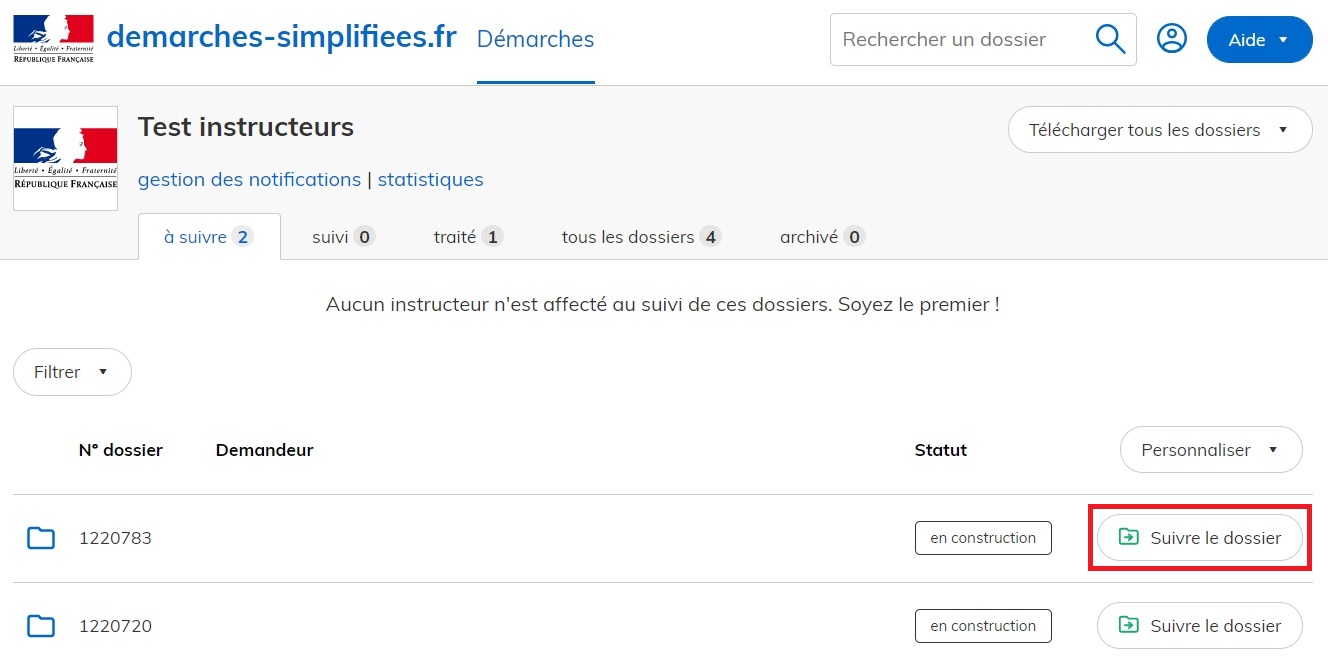 demarches-simplifiees.fr Démarches Rechercher un dossier Aide
Liberté • Égalité • Fraternité
RÉPUBLIQUE FRANÇAISE
Test instructeurs Télécharger tous les dossiers
Liberté • Égalité • Fraternité
RÉPUBLIQUE FRANÇAISE
gestion des notifications | statistiques
à suivre 2 suivi 0 traité 1 tous les dossiers 4 archivé 0
Aucun instructeur n'est affecté au suivi de ces dossiers. Soyez le premier !
Filtrer
Nº dossier Demandeur Statut Personnaliser
1220783 en construction Suivre le dossier
1220720 en construction Suivre le dossier